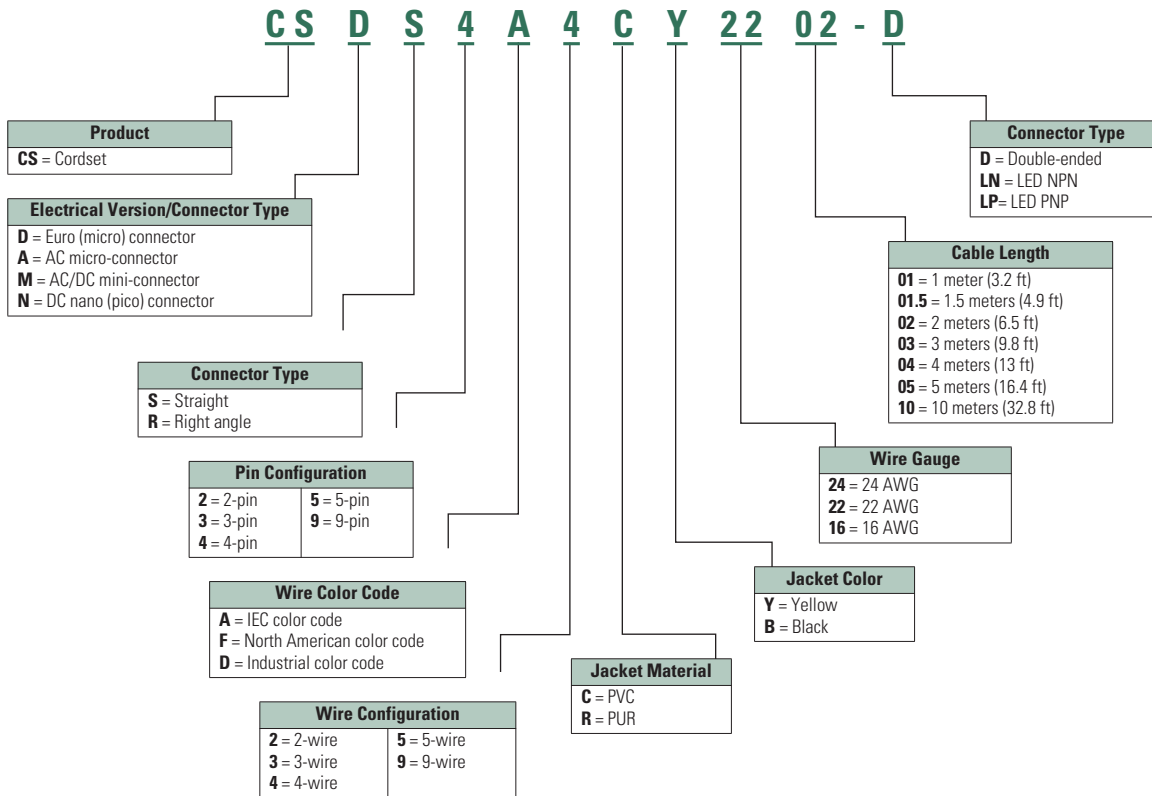 CS D S 4 A 4 C Y 22 02 - D
Product
CS = Cordset
Electrical Version/Connector Type
D = Euro (micro) connector
A = AC micro-connector
M = AC/DC mini-connector
N = DC nano (pico) connector
Connector Type
S = Straight
R = Right angle
Pin Configuration
2 = 2-pin
3 = 3-pin
4 = 4-pin
5 = 5-pin
9 = 9-pin
Wire Color Code
A = IEC color code
F = North American color code
D = Industrial color code
Wire Configuration
2 = 2-wire
3 = 3-wire
4 = 4-wire
5 = 5-wire
9 = 9-wire
Jacket Material
C = PVC
R = PUR
Jacket Color
Y = Yellow
B = Black
Wire Gauge
24 = 24 AWG
22 = 22 AWG
16 = 16 AWG
Cable Length
01 = 1 meter (3.2 ft)
01.5 = 1.5 meters (4.9 ft)
02 = 2 meters (6.5 ft)
03 = 3 meters (9.8 ft)
04 = 4 meters (13 ft)
05 = 5 meters (16.4 ft)
10 = 10 meters (32.8 ft)
Connector Type
D = Double-ended
LN = LED NPN
LP= LED PNP